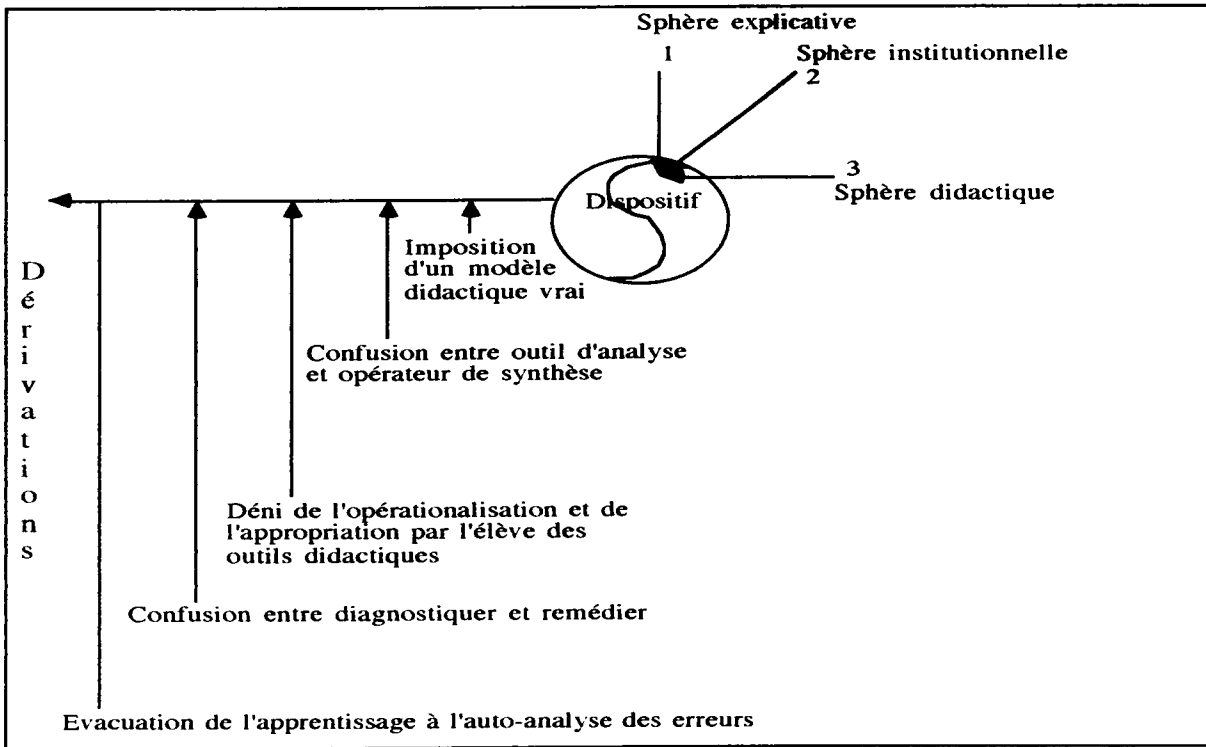 Sphère explicative
1
Sphère institutionnelle
2
3
Sphère didactique
Dispositif
Imposition
d'un modèle
didactique vrai
Confusion entre outil d'analyse
et opérateur de synthèse
Déni de l'opérationalisation et de
l'appropriation par l'élève des
outils didactiques
Confusion entre diagnostiquer et remédier
Evacuation de l'apprentissage à l'auto-analyse des erreurs
Dérivations